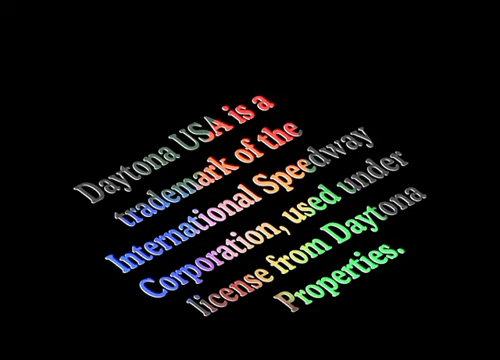 Daytona USA is a
trademark of the
International Speedway
Corporation, used under
license from Daytona
Properties.